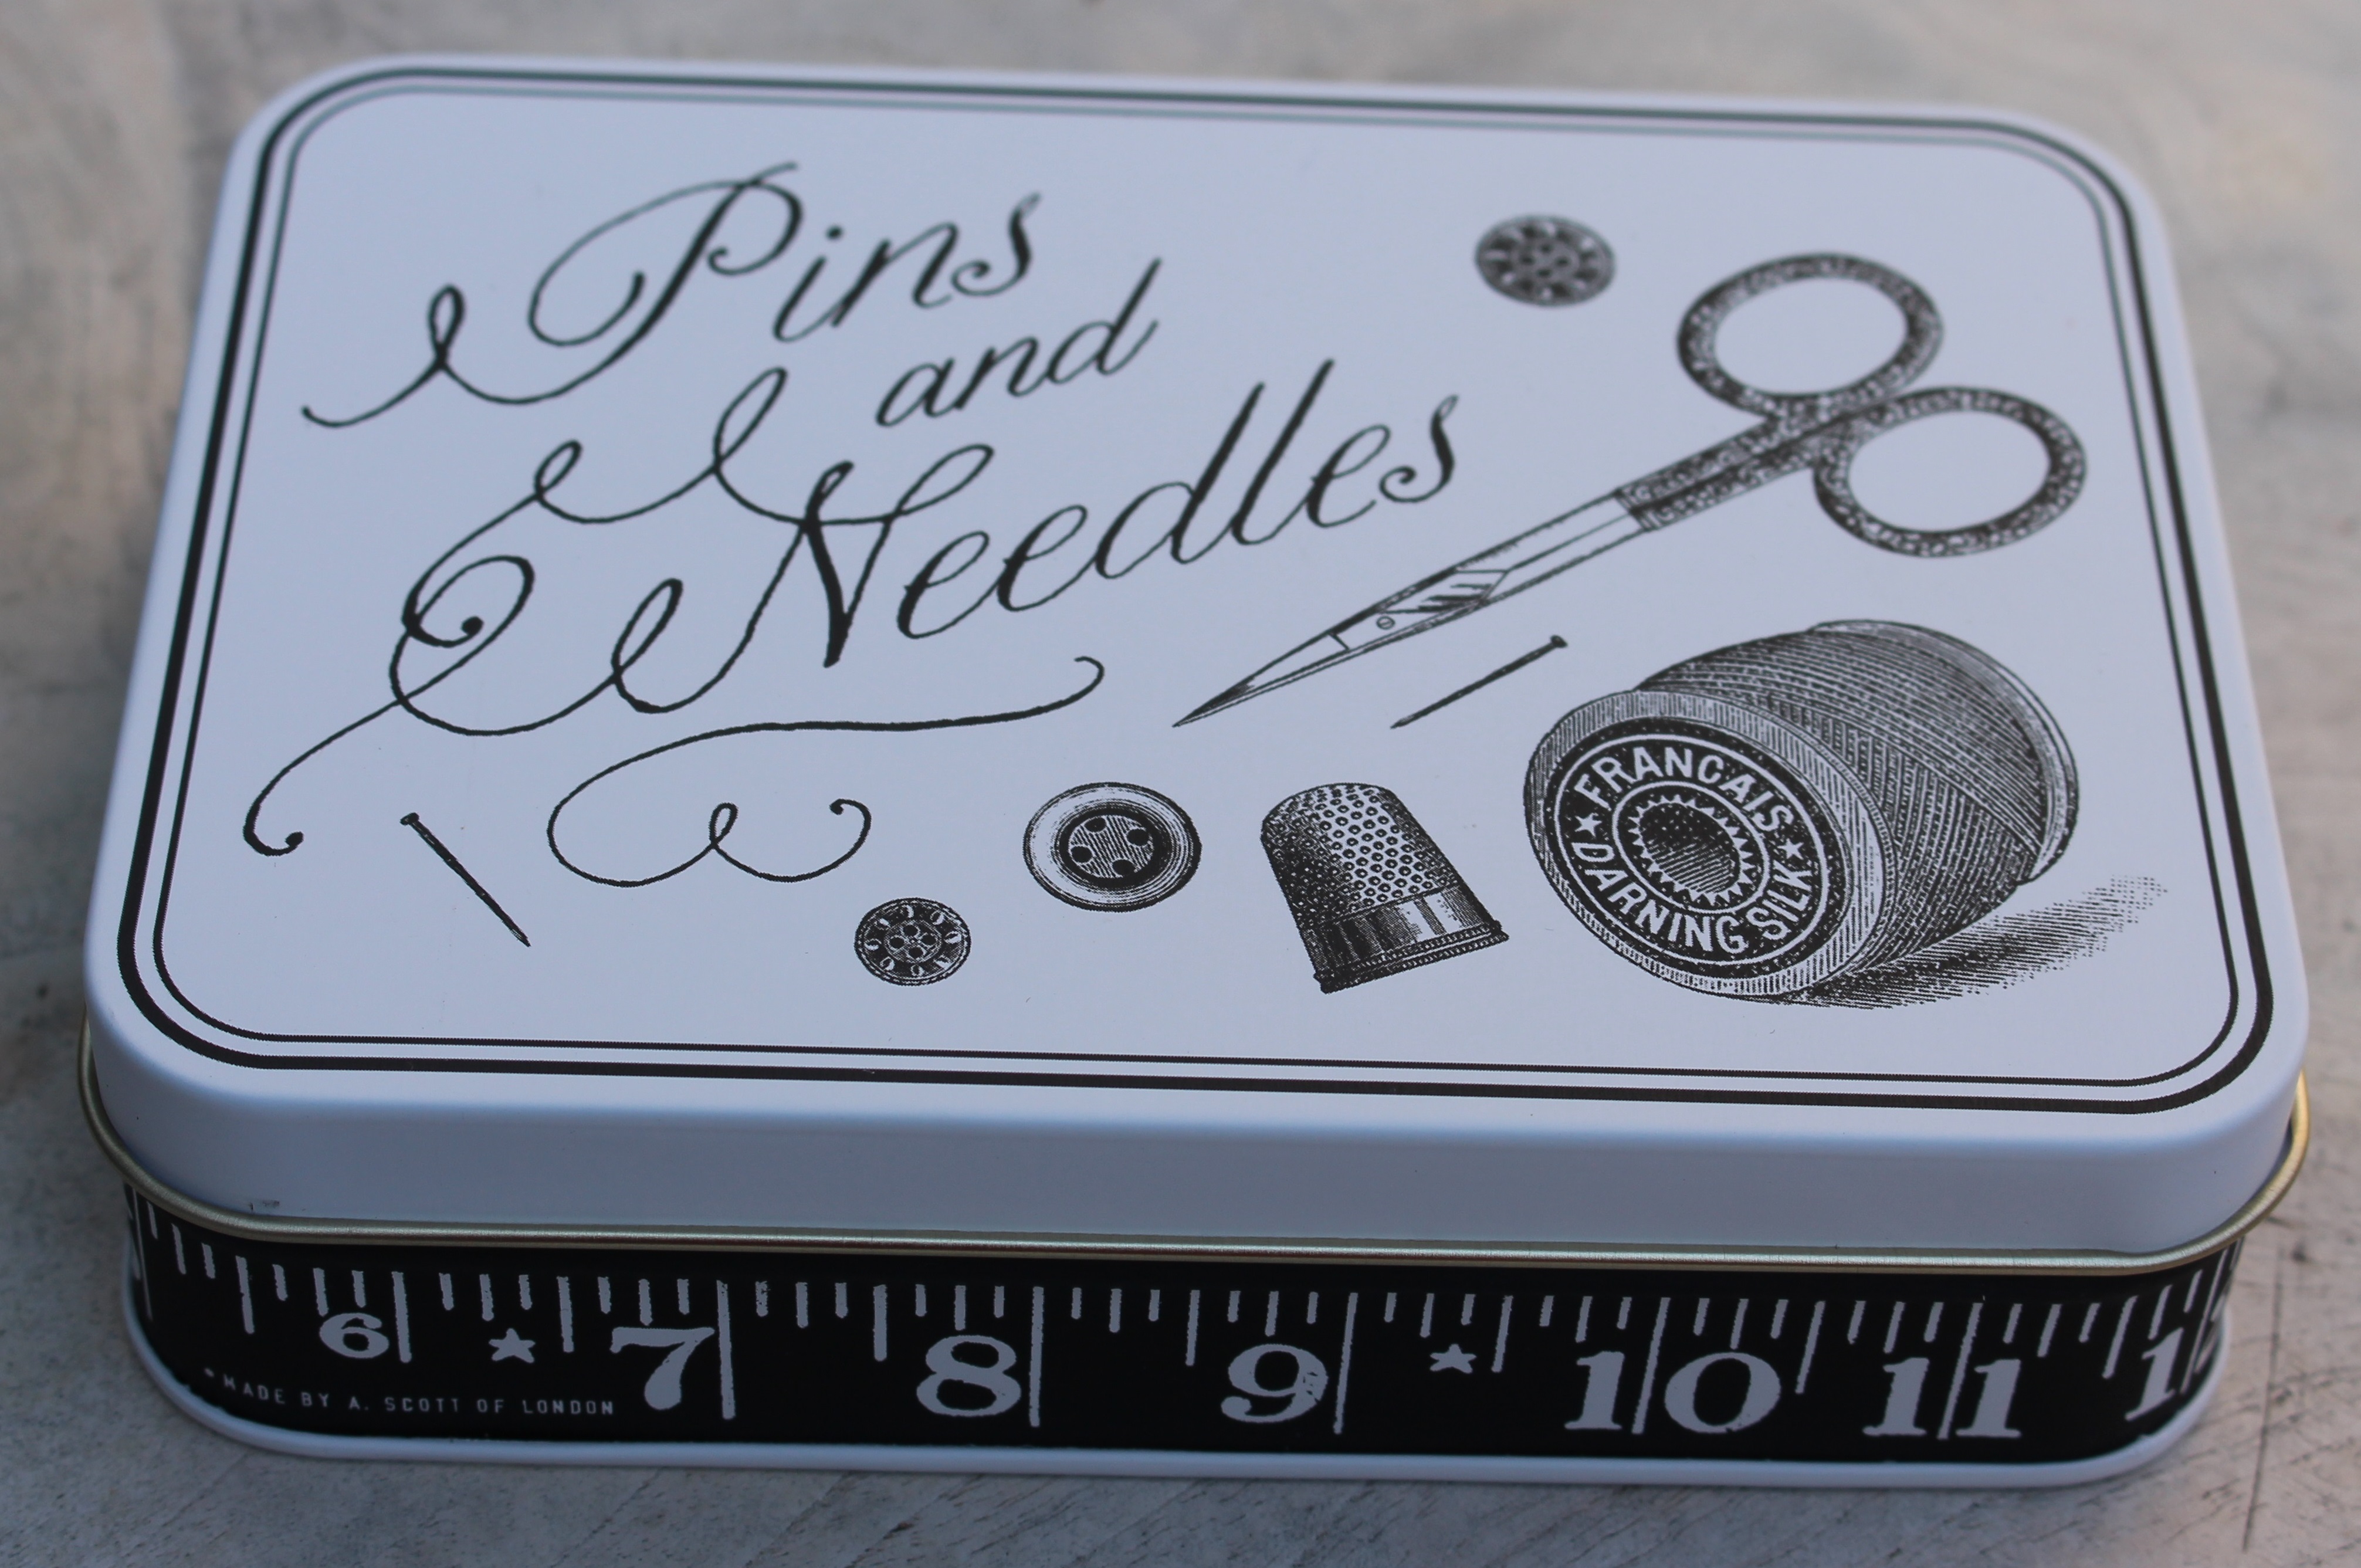 Pins
and
Needles
FRANCAIS
DARNING SILK
6 7 8 9 10 11
MADE BY A. SCOTT OF LONDON